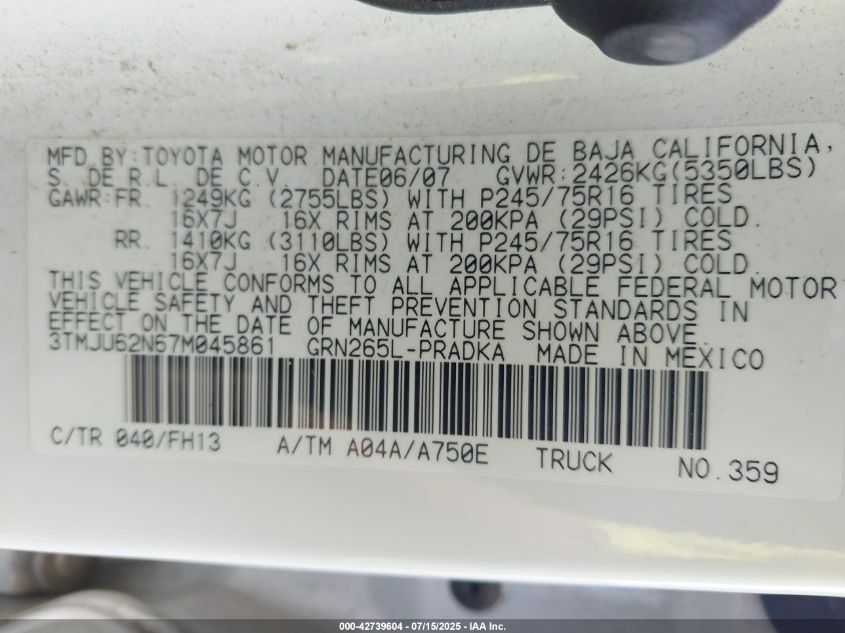 MFD. BY: TOYOTA MOTOR MANUFACTURING DE BAJA CALIFORNIA,
S. DE R.L. DE C.V. DATE06/07 GVWR:2426KG(5350LBS)
GAWR:FR. 1249KG (2755LBS) WITH P245/75R16 TIRES
16X7J 16X RIMS AT 200KPA (29PSI) COLD.
RR. 1410KG (3110LBS) WITH P245/75R16 TIRES
16X7J 16X RIMS AT 200KPA (29PSI) COLD.
THIS VEHICLE CONFORMS TO ALL APPLICABLE FEDERAL MOTOR
VEHICLE SAFETY AND THEFT PREVENTION STANDARDS IN
EFFECT ON THE DATE OF MANUFACTURE SHOWN ABOVE.
3TMJU62N67M045861 GRN265L-PRADKA MADE IN MEXICO
C/TR 040/FH13 A/TM A04A/A750E TRUCK NO.359
000-42739604 - 07/15/2025 - IAA Inc.